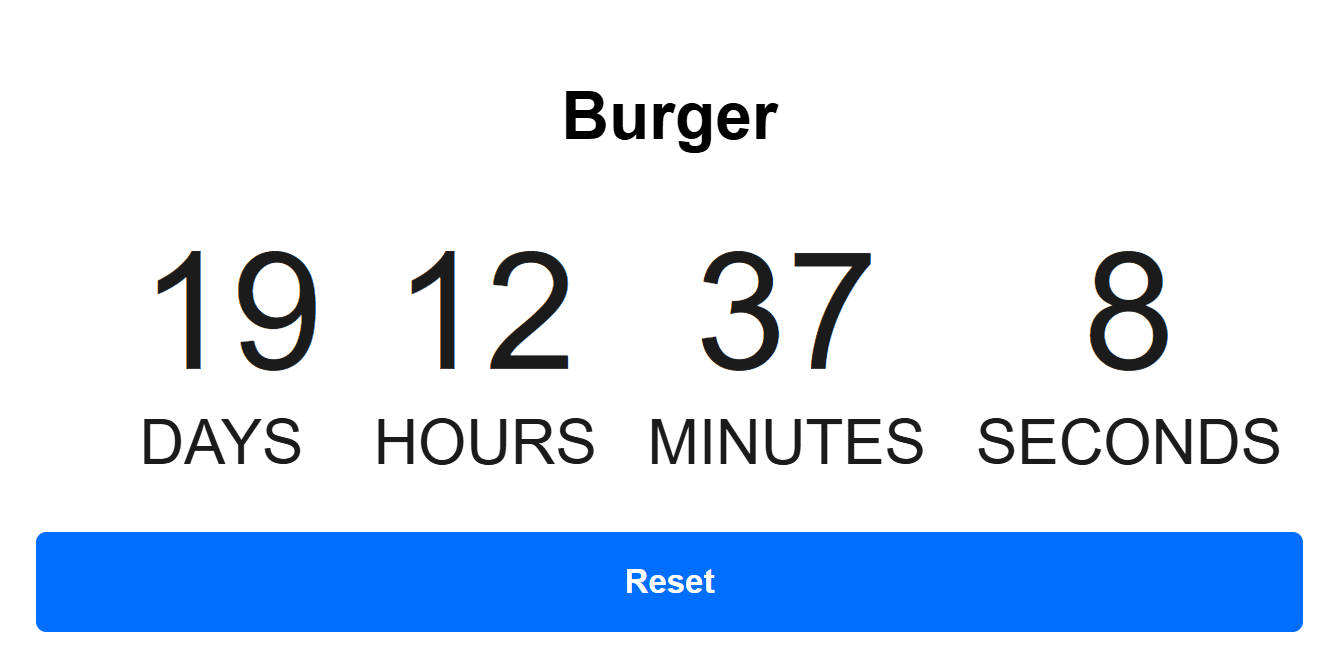 Burger
19 12 37 8
DAYS HOURS MINUTES SECONDS
Reset